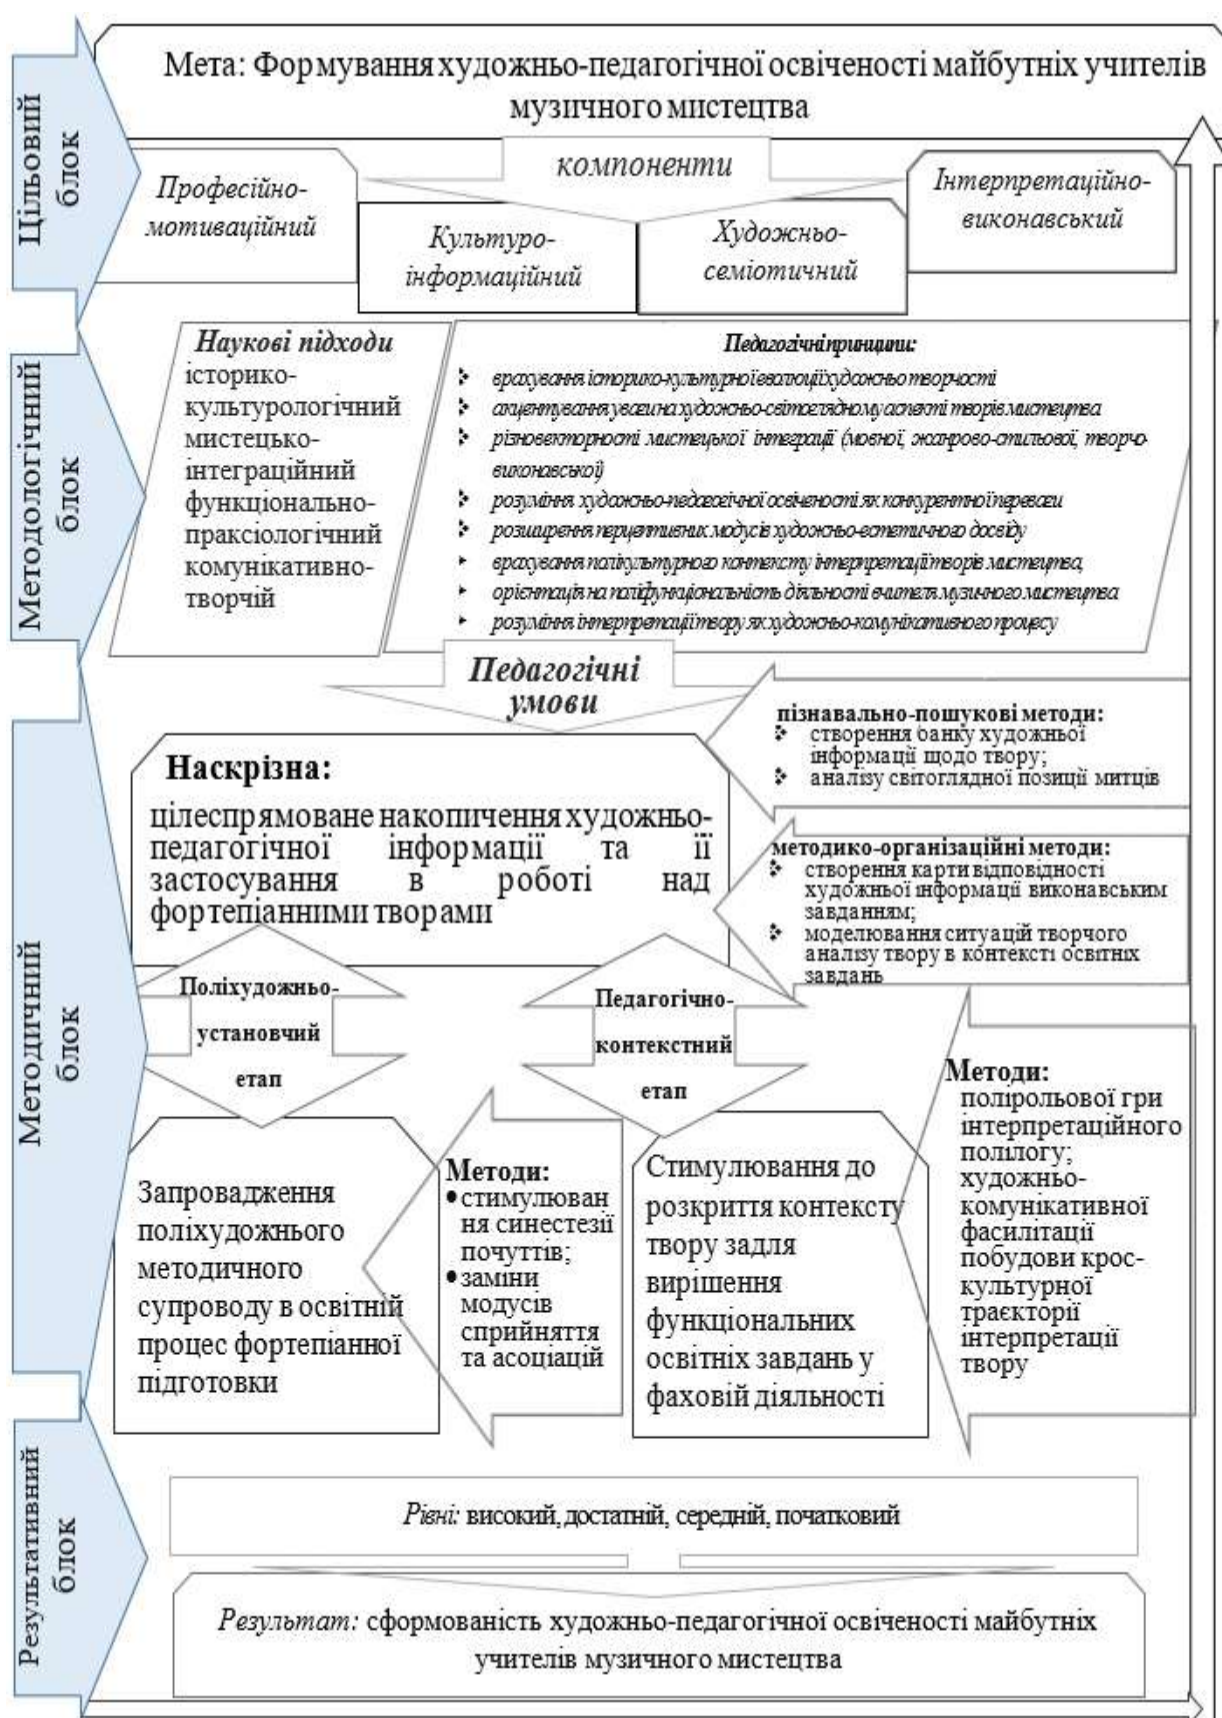 Мета: Формування художньо-педагогічної освіченості майбутніх учителів
музичного мистецтва
Цільовий
блок
компоненти
Професійно-
мотиваційний
Культуро-
інформаційний
Художньо-
семіотичний
Інтерпретаційно-
виконавський
Методологічний
блок
Наукові підходи
історико-
культурологічний
мистецько-
інтеграційний
функціонально-
праксіологічний
комунікативно-
творчій
Педагогічні принципи:
❖ врахування історико-культурної еволюції художньо творчості
❖ акцентування уваги на художньо-світоглядному аспекті творів мистецтва
❖ різновекторності мистецької інтеграції (мовної, жанрово-стильової, творчо-
виконавської)
❖ розуміння художньо-педагогічної освіченості як конкурентної переваги
❖ розширення перцептивних модусів художньо-естетичного досвіду
➤ врахування полікультурного контексту інтерпретації творів мистецтва,
➤ орієнтація на поліфункціональність діяльності вчителя музичного мистецтва
➤ розуміння інтерпретації твору як художньо-комунікативного процесу
Методичний
блок
Педагогічні
умови
Наскрізна:
цілеспрямоване накопичення художньо-
педагогічної інформації та її
застосування в роботі над
фортепіанними творами
пізнавально-пошукові методи:
❖ створення банку художньої
інформації щодо твору;
❖ аналізу світоглядної позиції митців
методико-організаційні методи:
❖ створення карти відповідності
художньої інформації виконавським
завданням;
❖ моделювання ситуацій творчого
аналізу твору в контексті освітніх
завдань
Поліхудожньо-
установчий
етап
Педагогічно-
контекстний
етап
Запровадження
поліхудожнього
методичного
супроводу в освітній
процес фортепіанної
підготовки
Методи:
●стимулюван
ня синестезії
почуттів;
●заміни
модусів
сприйняття
та асоціацій
Стимулювання до
розкриття контексту
твору задля
вирішення
функціональних
освітніх завдань у
фаховій діяльності
Методи:
полірольової гри
інтерпретаційного
полілогу;
художньо-
комунікативної
фасилітації
побудови крос-
культурної
траєкторії
інтерпретації
твору
Результативний
блок
Рівні: високий, достатній, середній, початковий
Результат: сформованість художньо-педагогічної освіченості майбутніх
учителів музичного мистецтва